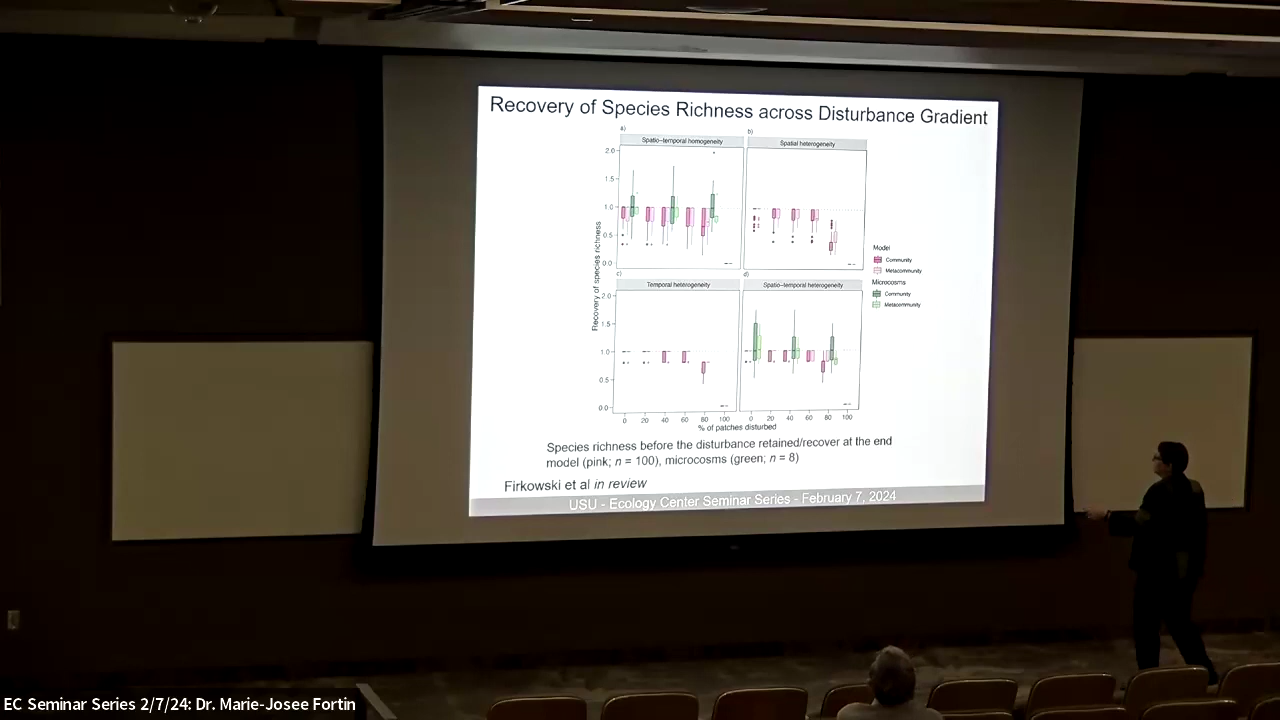 Recovery of Species Richness across Disturbance Gradient
a)
b)
Spatio-temporal homogeneity
Spatial heterogeneity
2.0
1.5
1.0
0.5
0.0
Recovery of species richness
c)
d)
Temporal heterogeneity
Spatio-temporal heterogeneity
2.0
1.5
1.0
0.5
0.0
0 20 40 60 80 100
0 20 40 60 80 100
% of patches disturbed
Model
Community
Metacommunity
Microcosms
Community
Metacommunity
Species richness before the disturbance retained/recover at the end
model (pink; n = 100), microcosms (green; n = 8)
Firkowski et al in review
USU - Ecology Center Seminar Series - February 7, 2024
EC Seminar Series 2/7/24: Dr. Marie-Josee Fortin